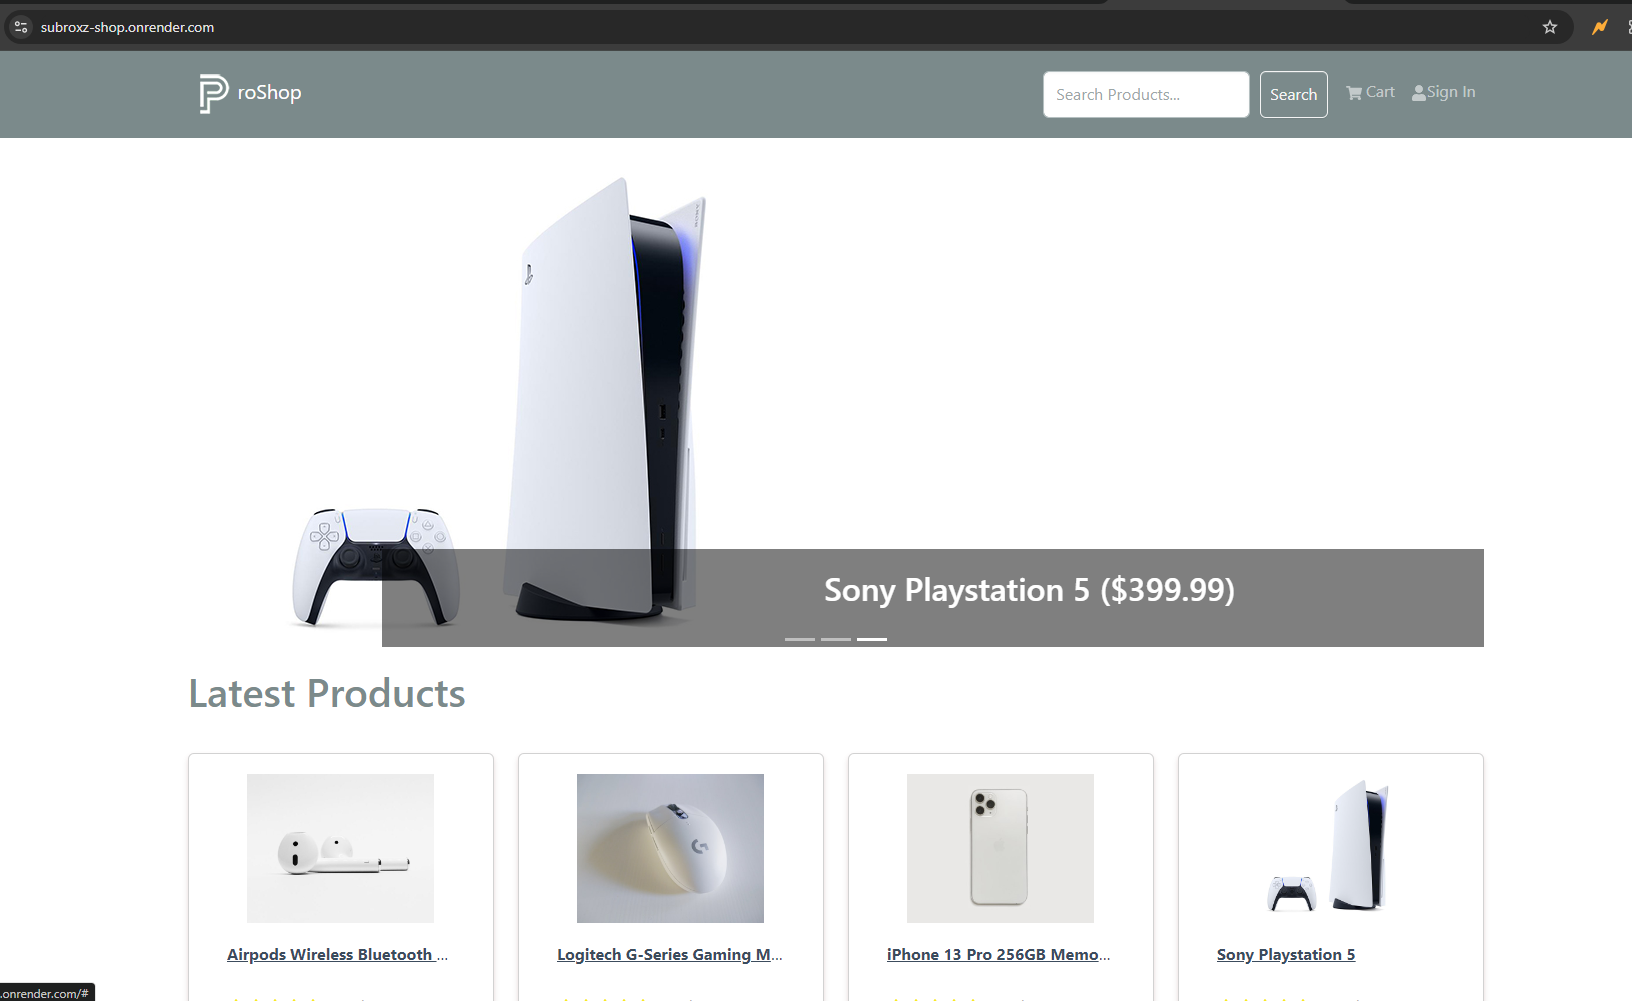 subroxz-shop.onrender.com
roShop
Search Products...
Search
Cart
Sign In
Sony Playstation 5 ($399.99)
Latest Products
Airpods Wireless Bluetooth ...
Logitech G-Series Gaming M...
iPhone 13 Pro 256GB Memo...
Sony Playstation 5
.onrender.com/#